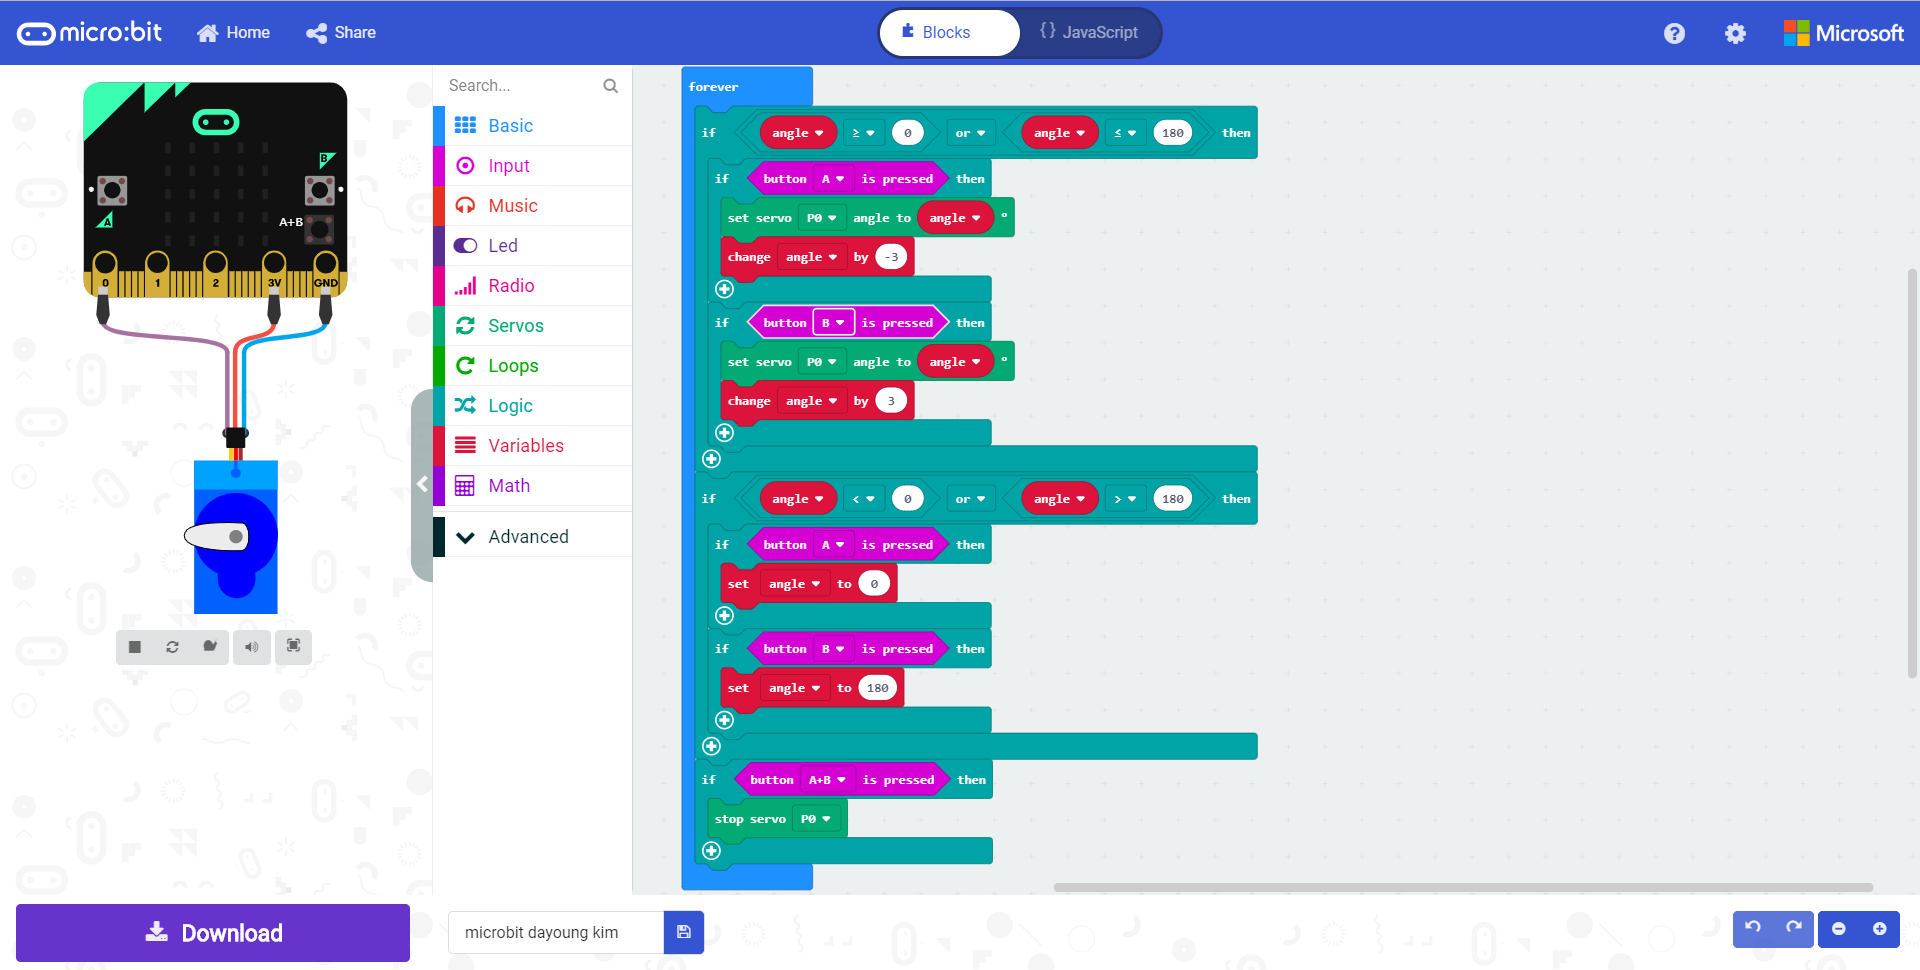 micro:bit Home Share Blocks {} JavaScript ? Microsoft
B
A
A+B
0 1 2 3V GND
Search...
Basic
Input
Music
Led
Radio
Servos
Loops
Logic
Variables
Math
Advanced
forever
if angle ≥ 0 or angle ≤ 180 then
if button A is pressed then
set servo P0 angle to angle °
change angle by -3
if button B is pressed then
set servo P0 angle to angle °
change angle by 3
if angle < 0 or angle > 180 then
if button A is pressed then
set angle to 0
if button B is pressed then
set angle to 180
if button A+B is pressed then
stop servo P0
Download
microbit dayoung kim